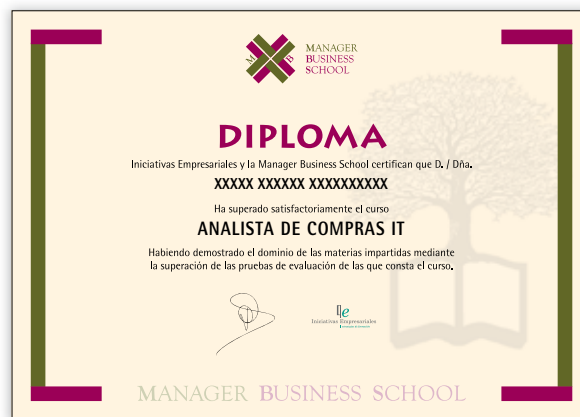 M B
MANAGER
BUSINESS
SCHOOL
DIPLOMA
Iniciativas Empresariales y la Manager Business School certifican que D. / Dña.
XXXXX XXXXXX XXXXXXXXXX
Ha superado satisfactoriamente el curso
ANALISTA DE COMPRAS IT
Habiendo demostrado el dominio de las materias impartidas mediante
la superación de las pruebas de evaluación de las que consta el curso.
Ie
Iniciativas Empresariales
MANAGER BUSINESS SCHOOL